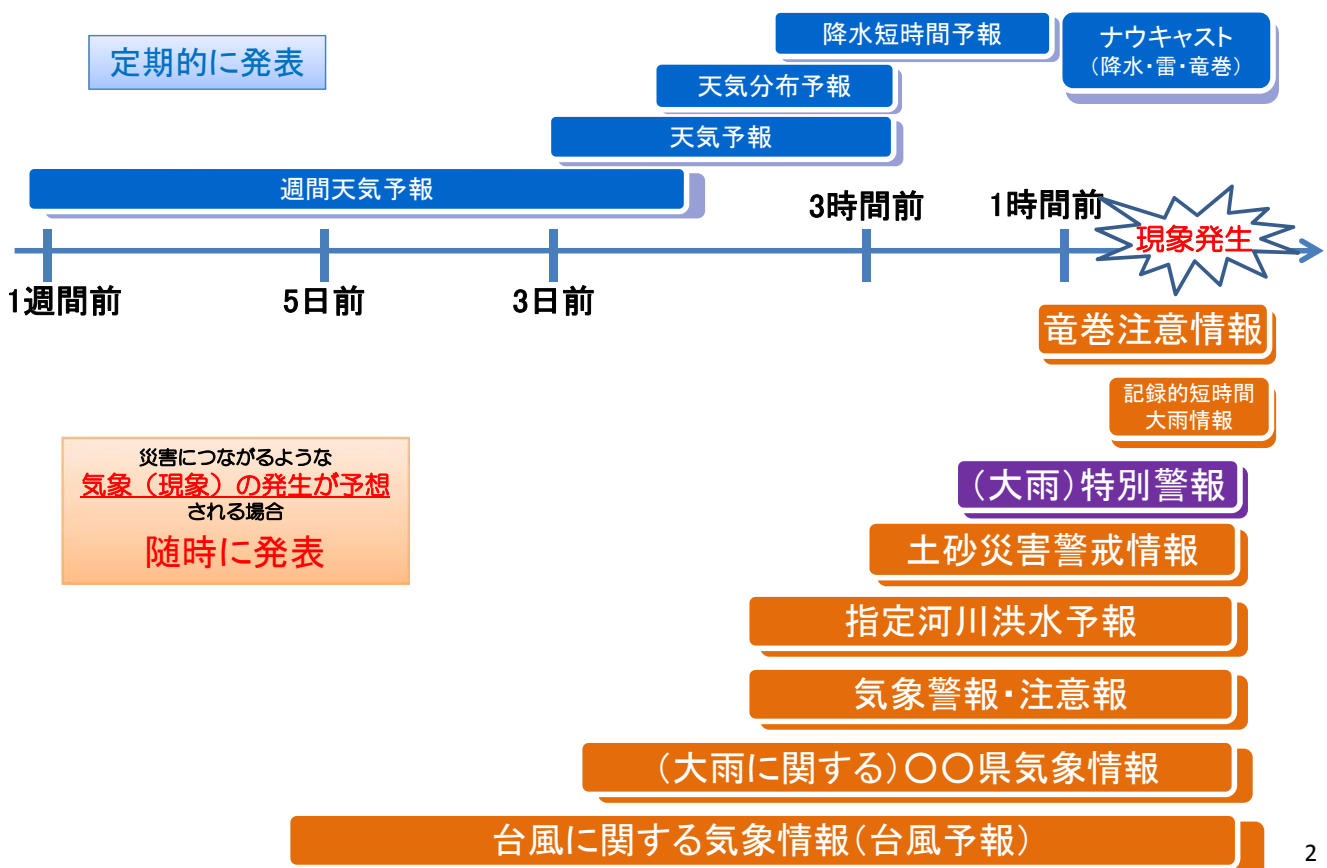 定期的に発表
降水短時間予報
ナウキャスト
（降水・雷・竜巻）
天気分布予報
天気予報
週間天気予報
3時間前
1時間前
現象発生
1週間前
5日前
3日前
竜巻注意情報
記録的短時間
大雨情報
災害につながるような
気象（現象）の発生が予想
される場合
随時に発表
（大雨）特別警報
土砂災害警戒情報
指定河川洪水予報
気象警報・注意報
（大雨に関する）〇〇県気象情報
台風に関する気象情報（台風予報）
2